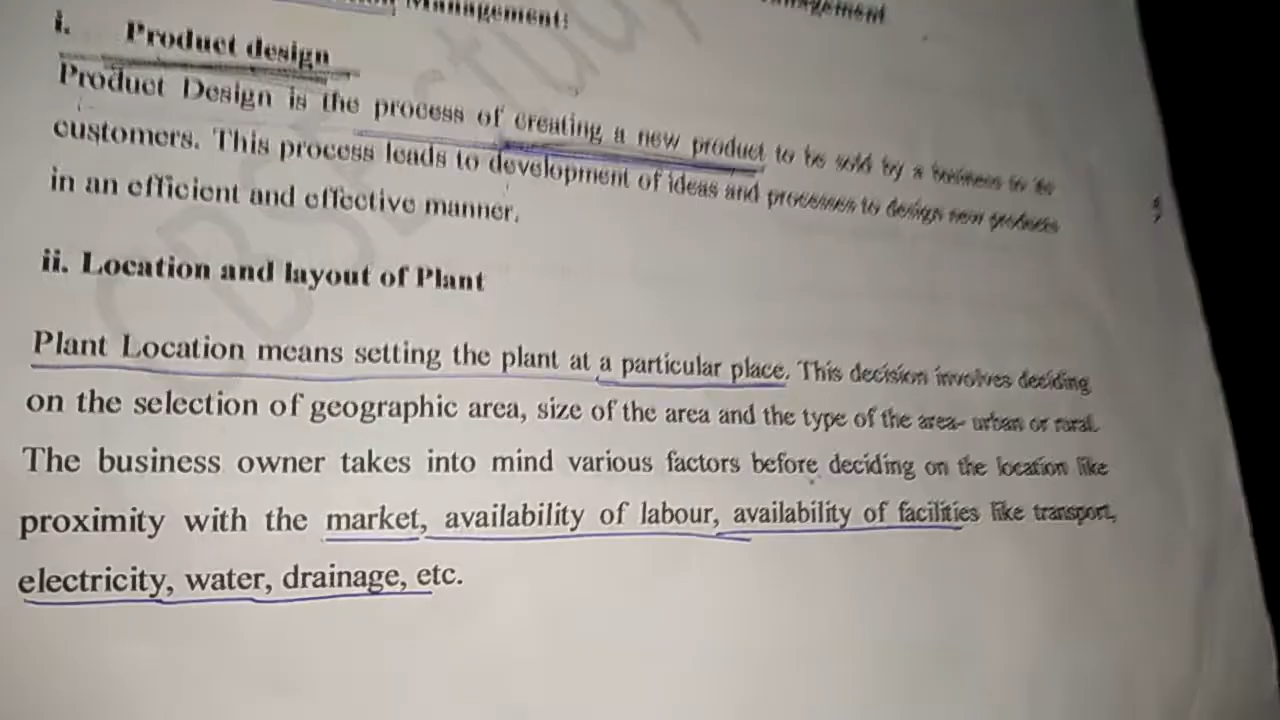 Management:
i. Product design
Product Design is the process of creating a new product to be sold by a business to its
customers. This process leads to development of ideas and processes to design new products
in an efficient and effective manner.
ii. Location and layout of Plant
Plant Location means setting the plant at a particular place. This decision involves deciding
on the selection of geographic area, size of the area and the type of the area- urban or rural.
The business owner takes into mind various factors before deciding on the location like
proximity with the market, availability of labour, availability of facilities like transport,
electricity, water, drainage, etc.